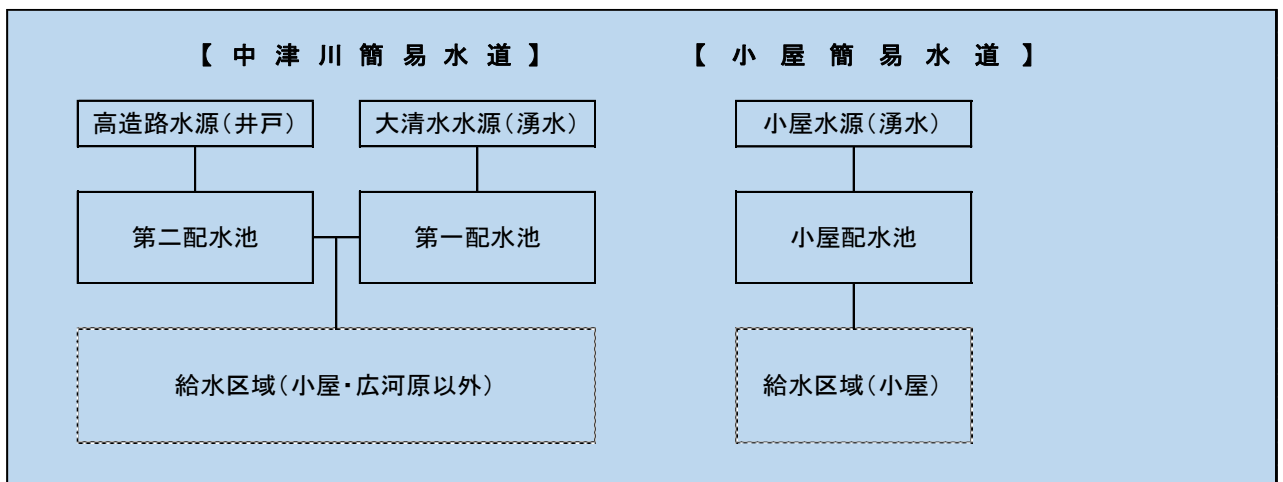 【中津川簡易水道】
高造路水源(井戸)
大清水水源(湧水)
第二配水池
第一配水池
給水区域(小屋・広河原以外)
【小屋簡易水道】
小屋水源(湧水)
小屋配水池
給水区域(小屋)